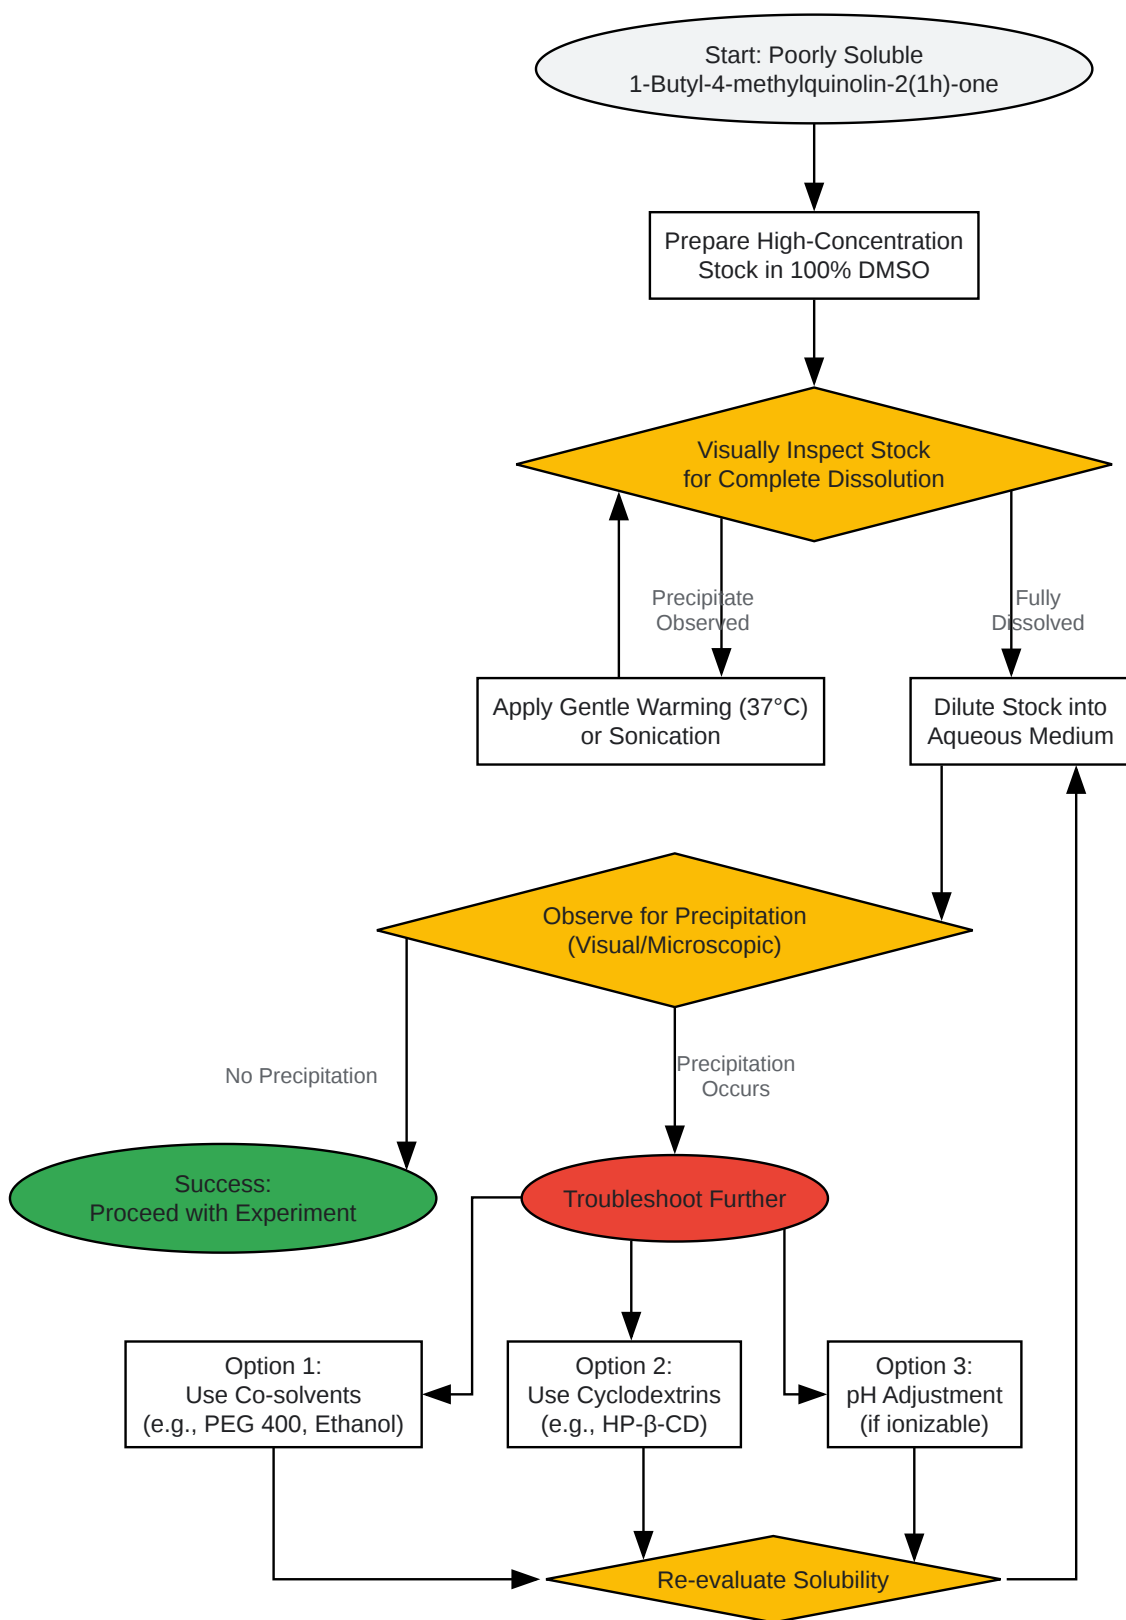 Start: Poorly Soluble
1-Butyl-4-methylquinolin-2(1h)-one
Prepare High-Concentration
Stock in 100% DMSO
Visually Inspect Stock
for Complete Dissolution
Precipitate
Observed
Fully
Dissolved
Apply Gentle Warming (37°C)
or Sonication
Dilute Stock into
Aqueous Medium
Observe for Precipitation
(Visual/Microscopic)
No Precipitation
Precipitation
Occurs
Success:
Proceed with Experiment
Troubleshoot Further
Option 1:
Use Co-solvents
(e.g., PEG 400, Ethanol)
Option 2:
Use Cyclodextrins
(e.g., HP-β-CD)
Option 3:
pH Adjustment
(if ionizable)
Re-evaluate Solubility